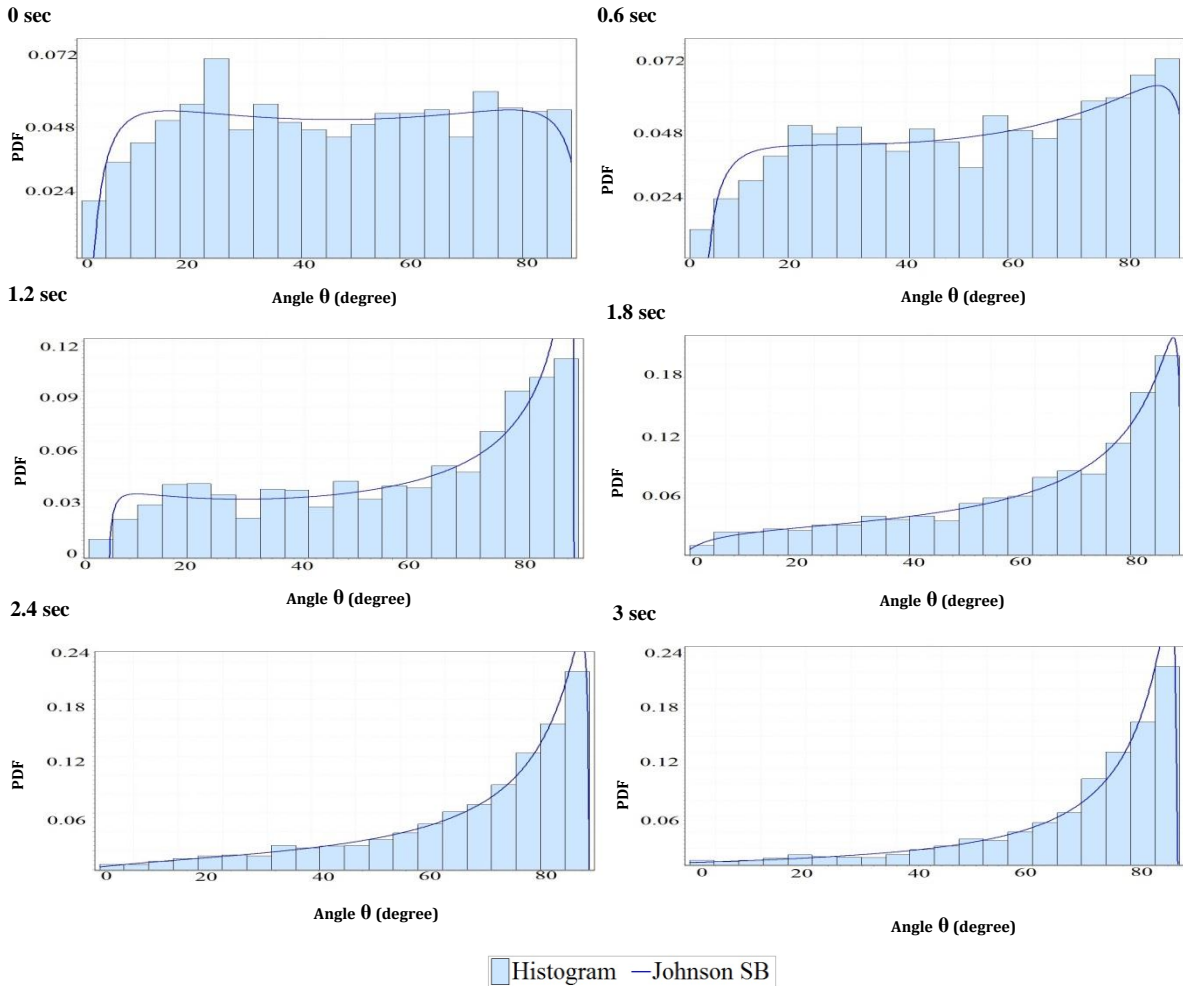 0 sec
0.072
0.048
0.024
PDF
0 20 40 60 80
Angle θ (degree)
0.6 sec
0.072
0.048
0.024
PDF
0 20 40 60 80
Angle θ (degree)
1.2 sec
0.12
0.09
0.06
0.03
0
PDF
20 40 60 80
Angle θ (degree)
1.8 sec
0.18
0.12
0.06
PDF
0 20 40 60 80
Angle θ (degree)
2.4 sec
0.24
0.18
0.12
0.06
PDF
0 20 40 60 80
Angle θ (degree)
3 sec
0.24
0.18
0.12
0.06
PDF
0 20 40 60 80
Angle θ (degree)
Histogram Johnson SB